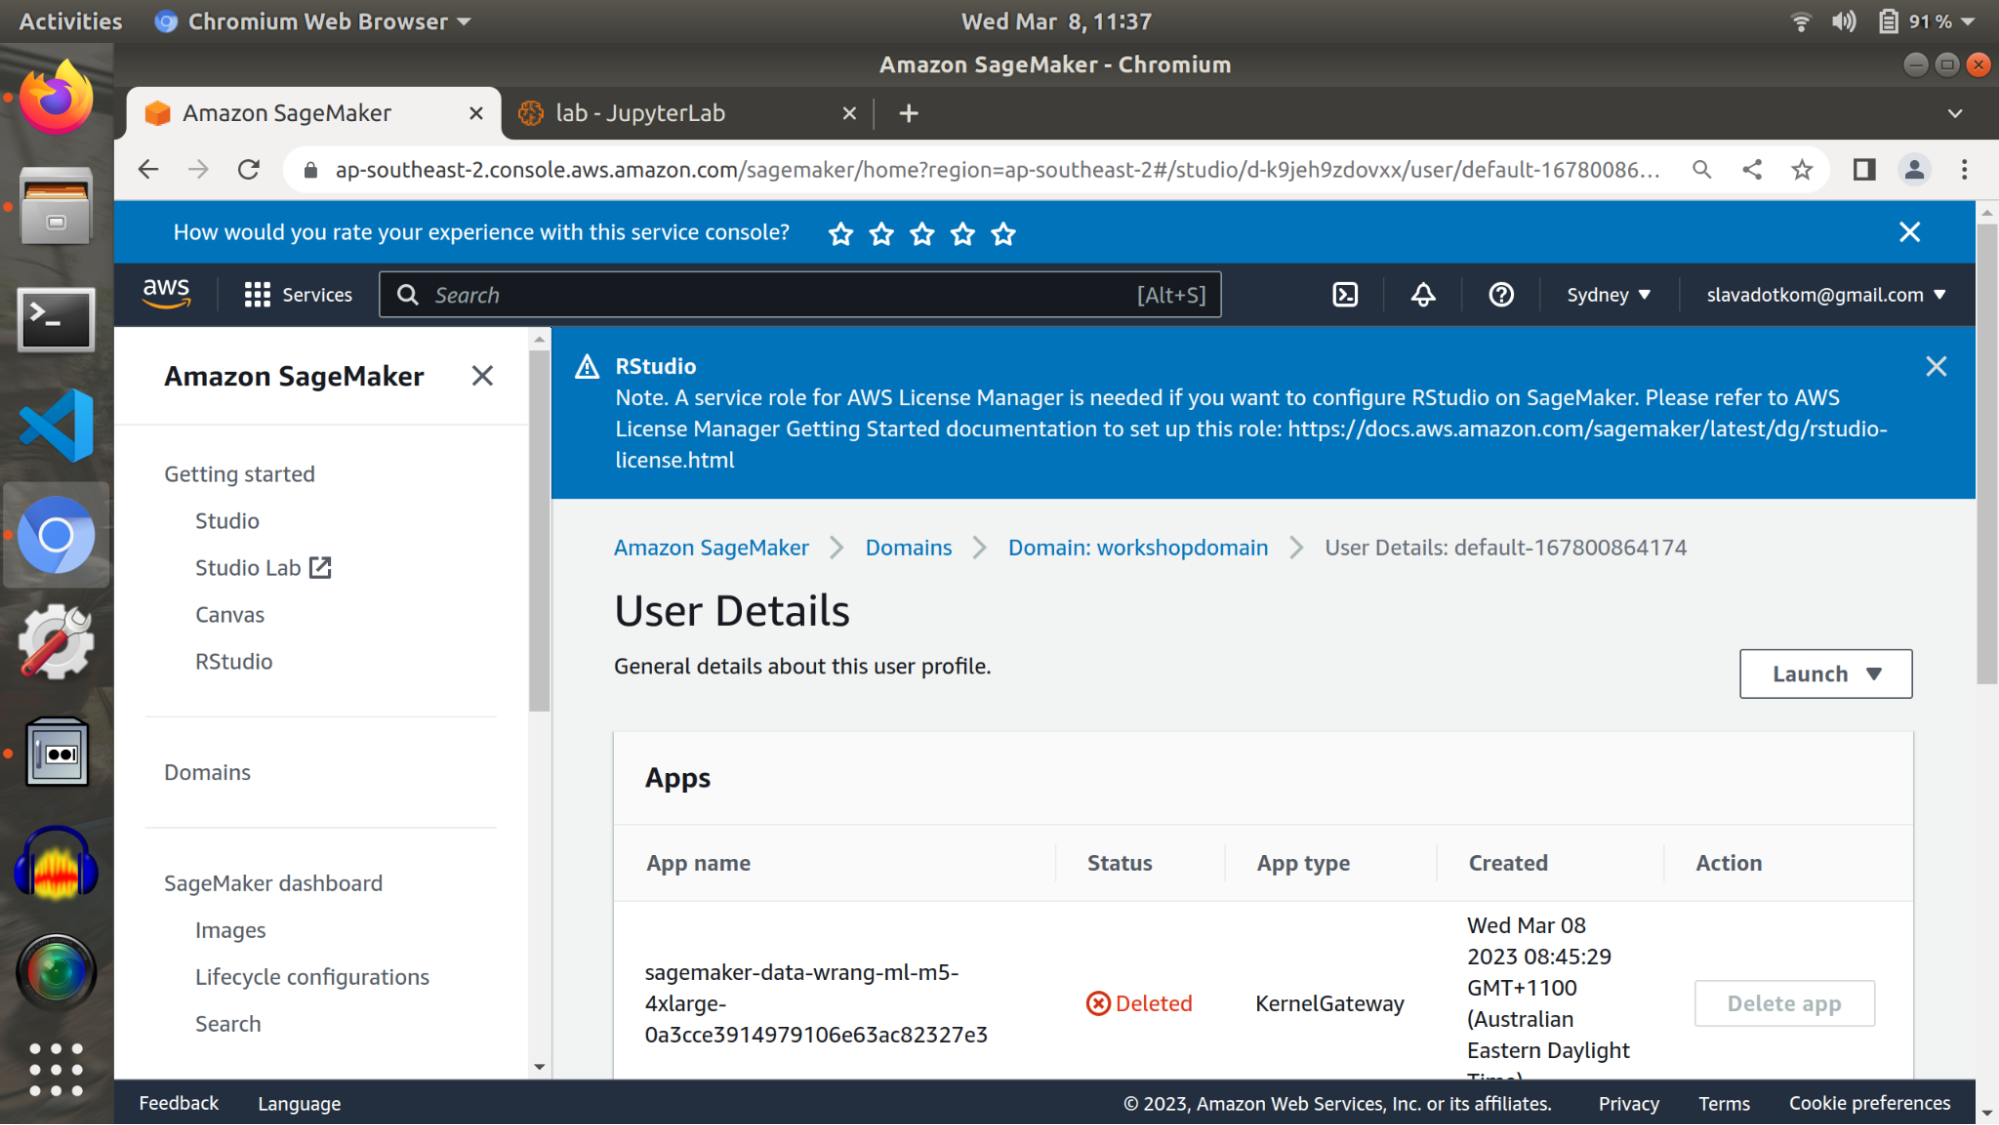 Activities
Chromium Web Browser
Wed Mar 8, 11:37
91 %
Amazon SageMaker - Chromium
Amazon SageMaker
lab - JupyterLab
ap-southeast-2.console.aws.amazon.com/sagemaker/home?region=ap-southeast-2#/studio/d-k9jeh9zdovxx/user/default-16780086...
How would you rate your experience with this service console?
aws
Services
Search
[Alt+S]
Sydney
slavadotkom@gmail.com
Amazon SageMaker
Getting started
Studio
Studio Lab
Canvas
RStudio
Domains
SageMaker dashboard
Images
Lifecycle configurations
Search
RStudio
Note. A service role for AWS License Manager is needed if you want to configure RStudio on SageMaker. Please refer to AWS
License Manager Getting Started documentation to set up this role: https://docs.aws.amazon.com/sagemaker/latest/dg/rstudio-
license.html
Amazon SageMaker
Domains
Domain: workshopdomain
User Details: default-167800864174
User Details
General details about this user profile.
Launch
Apps
App name
Status
App type
Created
Action
sagemaker-data-wrang-ml-m5-
4xlarge-
0a3cce3914979106e63ac82327e3
Deleted
KernelGateway
Wed Mar 08
2023 08:45:29
GMT+1100
(Australian
Eastern Daylight
Time)
Delete app
Feedback
Language
© 2023, Amazon Web Services, Inc. or its affiliates.
Privacy
Terms
Cookie preferences